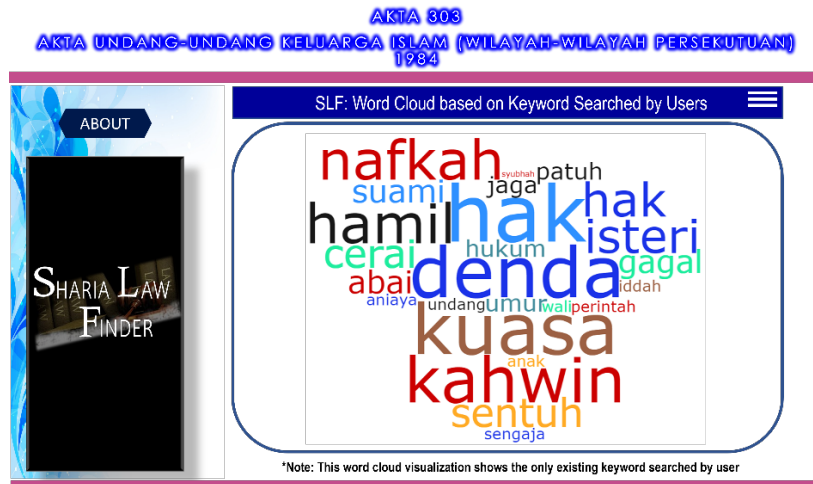 AKTA 303
AKTA UNDANG-UNDANG KELUARGA ISLAM (WILAYAH-WILAYAH PERSEKUTUAN)
1984
ABOUT
SHARIA LAW
FINDER
SLF: Word Cloud based on Keyword Searched by Users
nafkah
syubhah
patuh
suami
jaga
hak
hak
hamil
isteri
cerai
hukum
gagal
denda
abai
iddah
aniaya
undang
umur
wali
perintah
kuasa
anak
kahwin
sentuh
sengaja
*Note: This word cloud visualization shows the only existing keyword searched by user